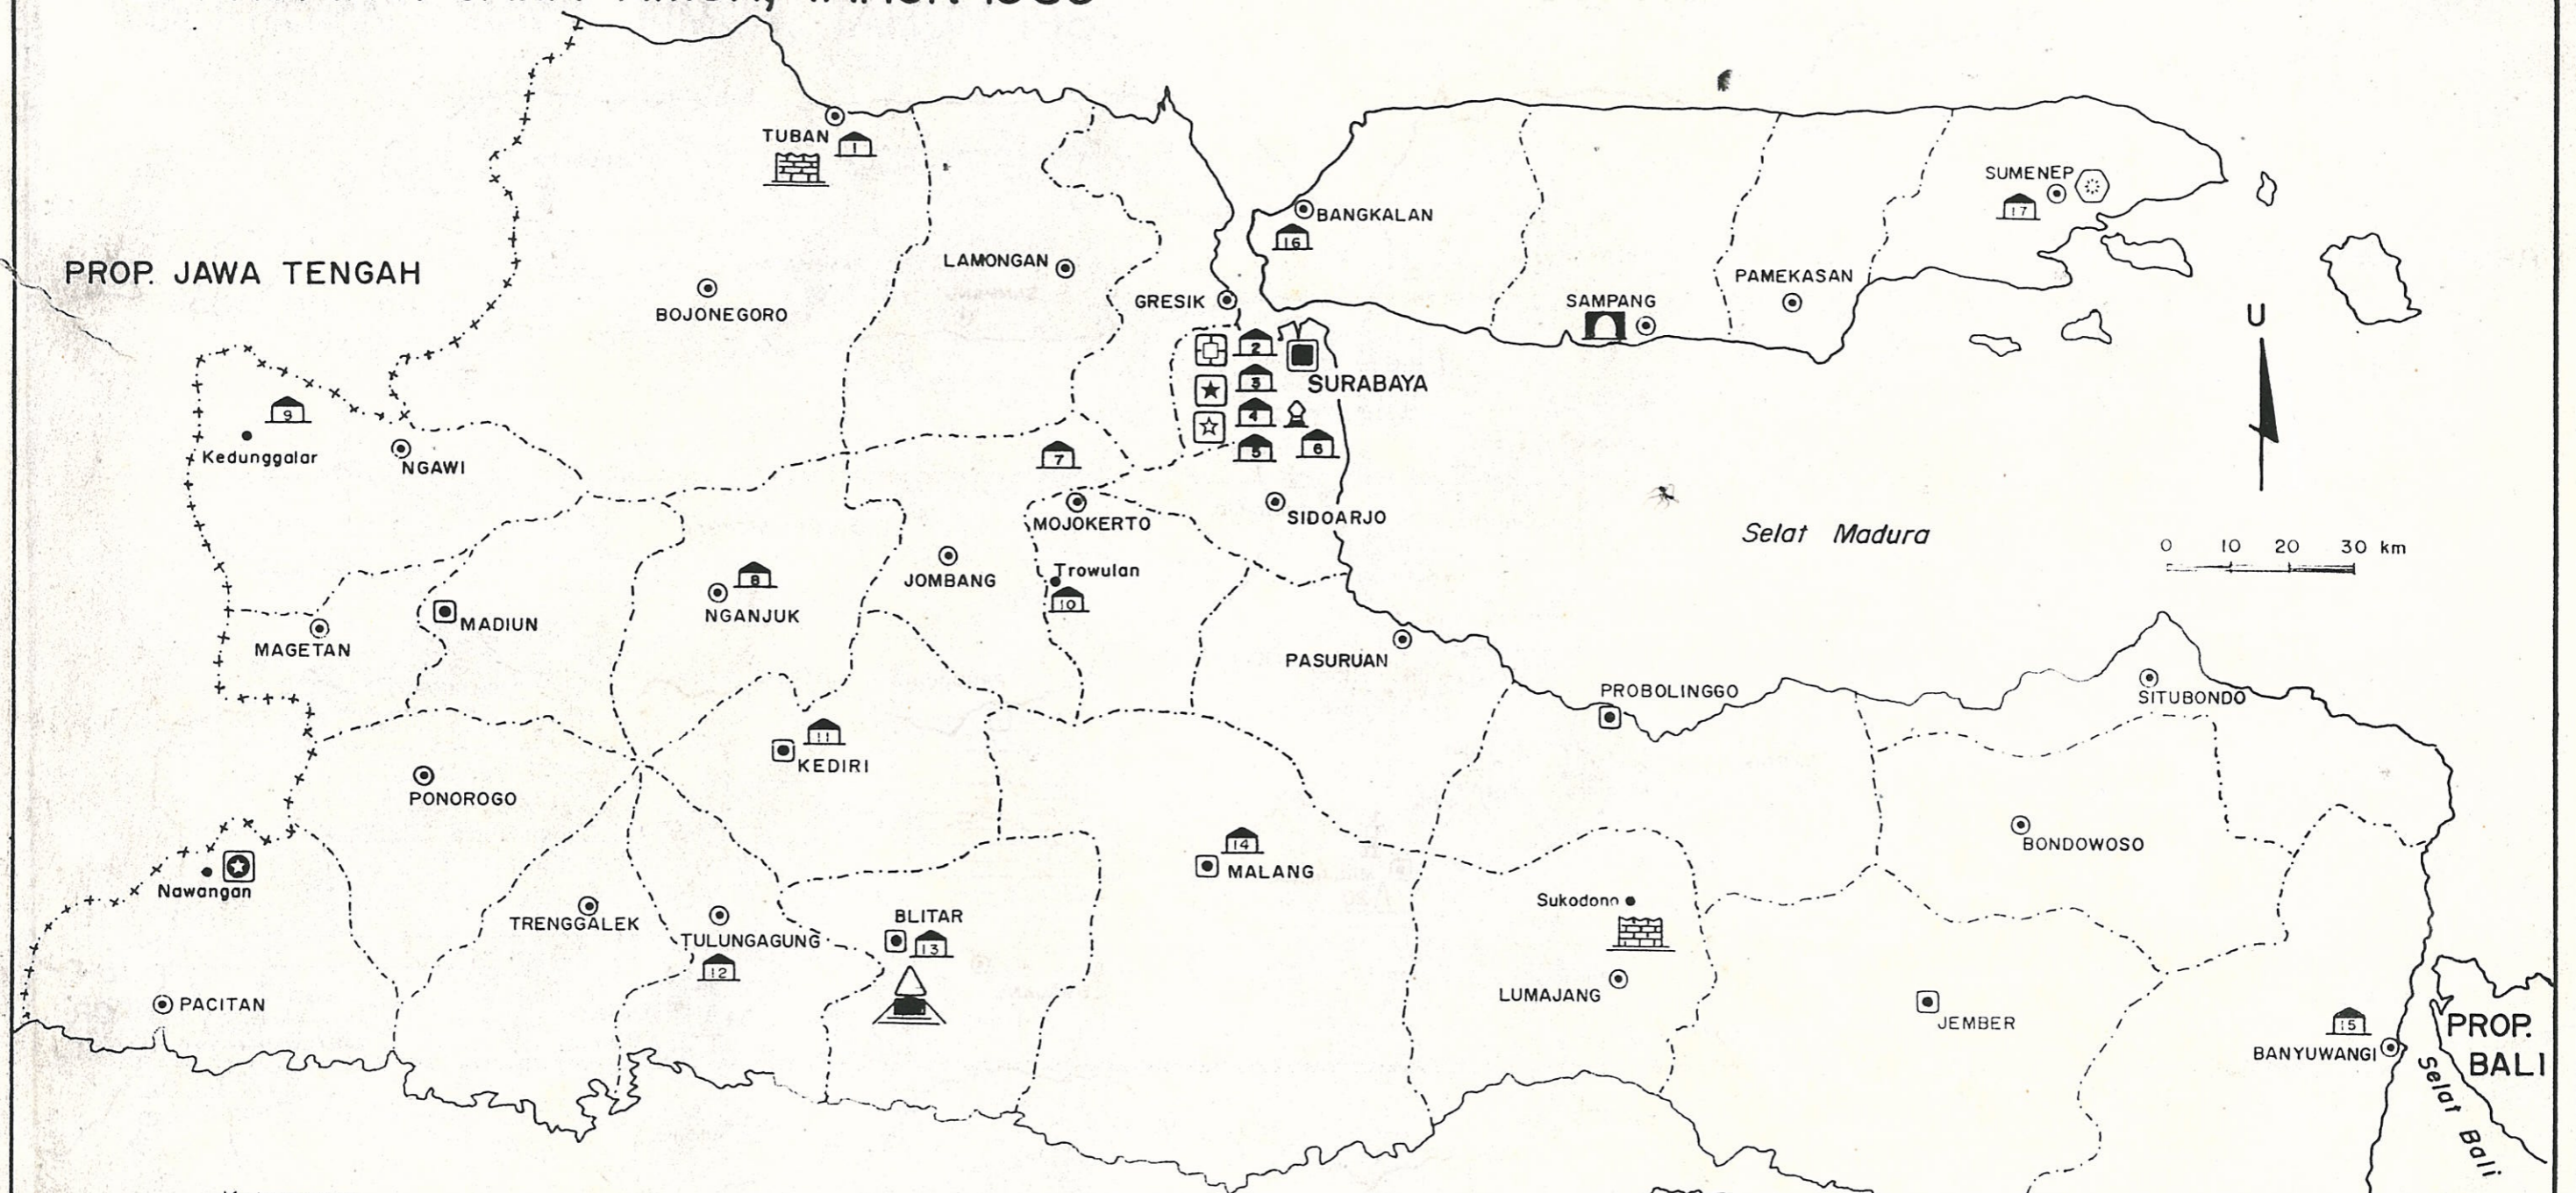 TUBAN
1
PROP. JAWA TENGAH
BOJONEGORO
LAMONGAN
GRESIK
BANGKALAN
16
SAMPANG
PAMEKASAN
SUMENEP
17
U
2
3
SURABAYA
4
5
6
9
Kedunggalar
NGAWI
7
MOJOKERTO
SIDOARJO
Selat Madura
0 10 20 30 km
Trowulan
10
JOMBANG
8
NGANJUK
MADIUN
MAGETAN
PASURUAN
PROBOLINGGO
SITUBONDO
11
KEDIRI
PONOROGO
14
MALANG
BONDOWOSO
Nawangan
TRENGGALEK
TULUNGAGUNG
12
BLITAR
13
Sukodono
LUMAJANG
JEMBER
PACITAN
15
BANYUWANGI
PROP.
BALI
Selat Bali